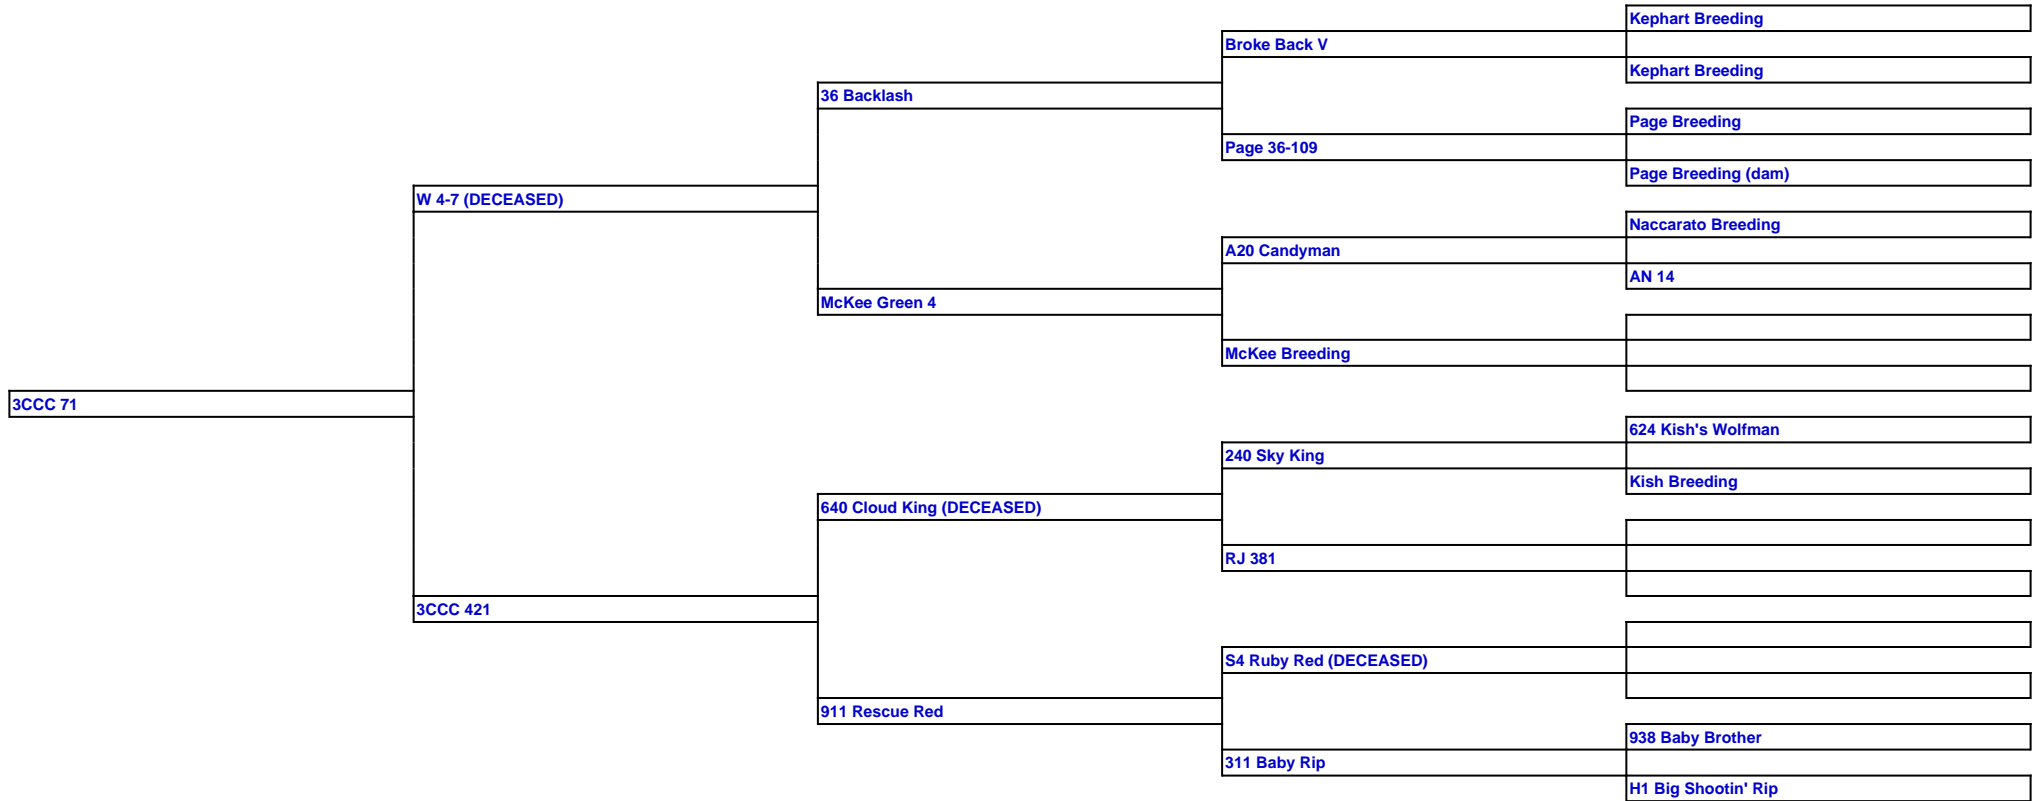 Kephart Breeding
Broke Back V
Kephart Breeding
36 Backlash
Page Breeding
Page 36-109
Page Breeding (dam)
W 4-7 (DECEASED)
Naccarato Breeding
A20 Candyman
AN 14
McKee Green 4
McKee Breeding
3CCC 71
624 Kish's Wolfman
240 Sky King
Kish Breeding
640 Cloud King (DECEASED)
RJ 381
3CCC 421
S4 Ruby Red (DECEASED)
911 Rescue Red
938 Baby Brother
311 Baby Rip
H1 Big Shootin' Rip